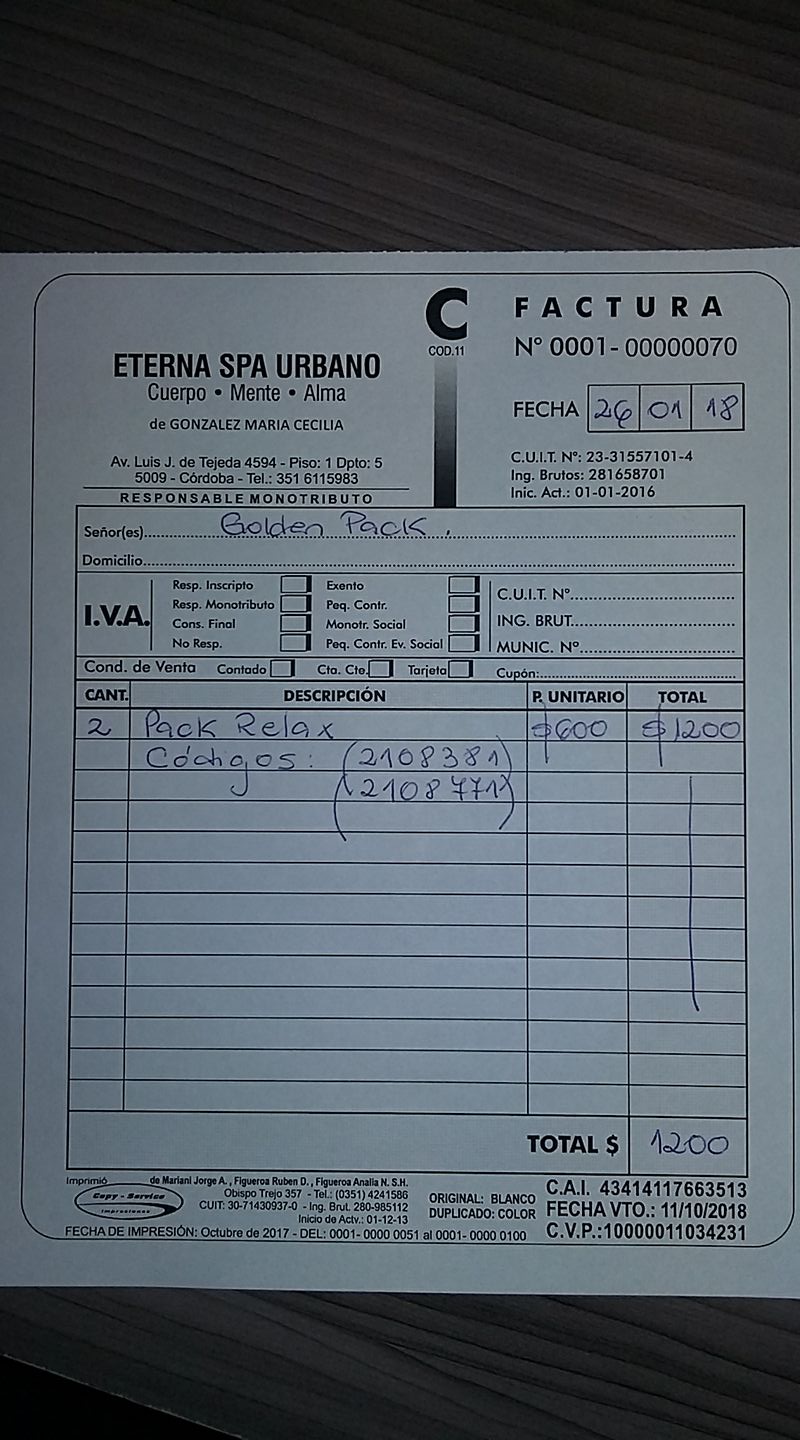 C
COD.11
FACTURA
Nº 0001-00000070
ETERNA SPA URBANO
Cuerpo • Mente • Alma
de GONZALEZ MARIA CECILIA
FECHA 26 01 18
Av. Luis J. de Tejeda 4594 - Piso: 1 Dpto: 5
5009 - Córdoba - Tel.: 351 6115983
RESPONSABLE MONOTRIBUTO
C.U.I.T. Nº: 23-31557101-4
Ing. Brutos: 281658701
Inic. Act.: 01-01-2016
Señor(es) Golden Pack.
Domicilio
I.V.A.
Resp. Inscripto Exento
Resp. Monotributo Peq. Contr.
Cons. Final Monotr. Social
No Resp. Peq. Contr. Ev. Social
C.U.I.T. Nº
ING. BRUT.
MUNIC. Nº
Cond. de Venta Contado Cta. Cte. Tarjeta Cupón:
CANT. DESCRIPCIÓN P. UNITARIO TOTAL
2 Pack Relax $600 $1200
Códigos: (2108381)
(2108771)
TOTAL $ 1200
Imprimió de Mariani Jorge A., Figueroa Ruben D., Figueroa Analia N. S.H.
Copy - Service
Impresiones
Obispo Trejo 357 - Tel.: (0351) 4241586
CUIT: 30-71430937-0 - Ing. Brut. 280-985112
Inicio de Actv.: 01-12-13
FECHA DE IMPRESIÓN: Octubre de 2017 - DEL: 0001- 0000 0051 al 0001- 0000 0100
ORIGINAL: BLANCO
DUPLICADO: COLOR
C.A.I. 43414117663513
FECHA VTO.: 11/10/2018
C.V.P.:10000011034231